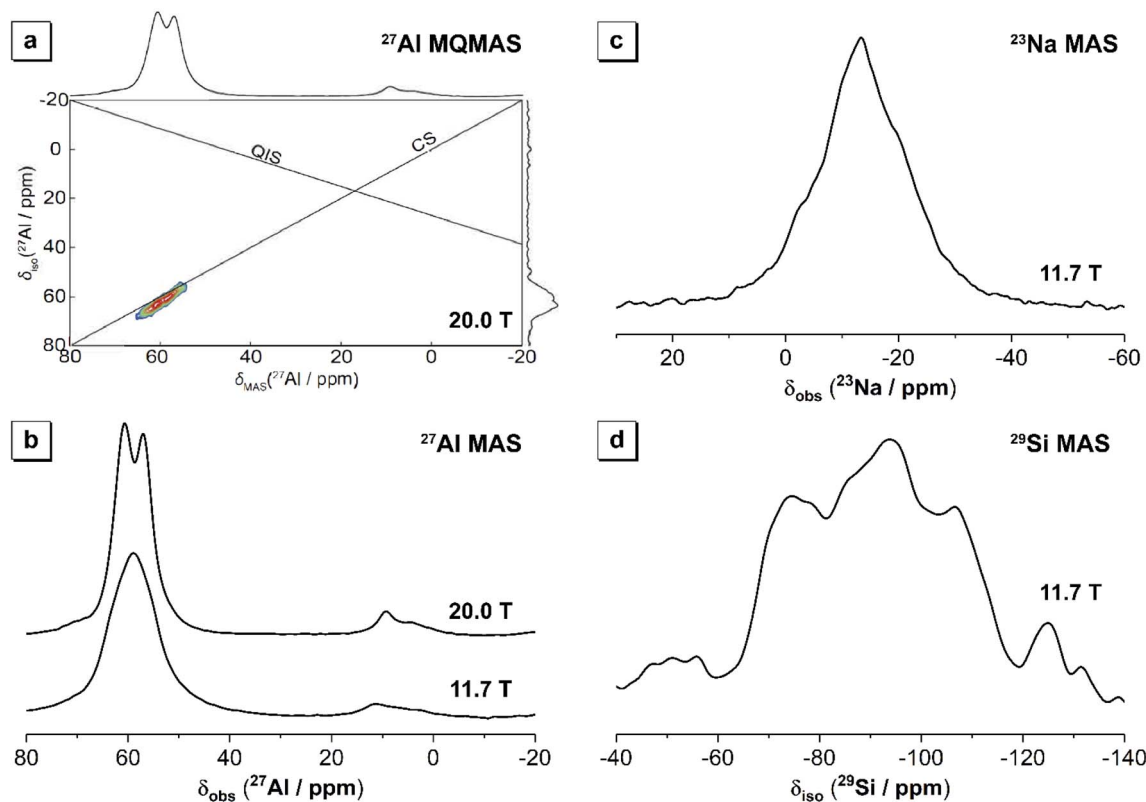 a
²⁷Al MQMAS
-20
0
20
40
60
80
δiso(²⁷Al / ppm)
QIS
CS
20.0 T
80 60 40 20 0 -20
δMAS(²⁷Al / ppm)
c
²³Na MAS
11.7 T
20 0 -20 -40 -60
δobs (²³Na / ppm)
b
²⁷Al MAS
20.0 T
11.7 T
80 60 40 20 0 -20
δobs (²⁷Al / ppm)
d
²⁹Si MAS
11.7 T
-40 -60 -80 -100 -120 -140
δiso (²⁹Si / ppm)